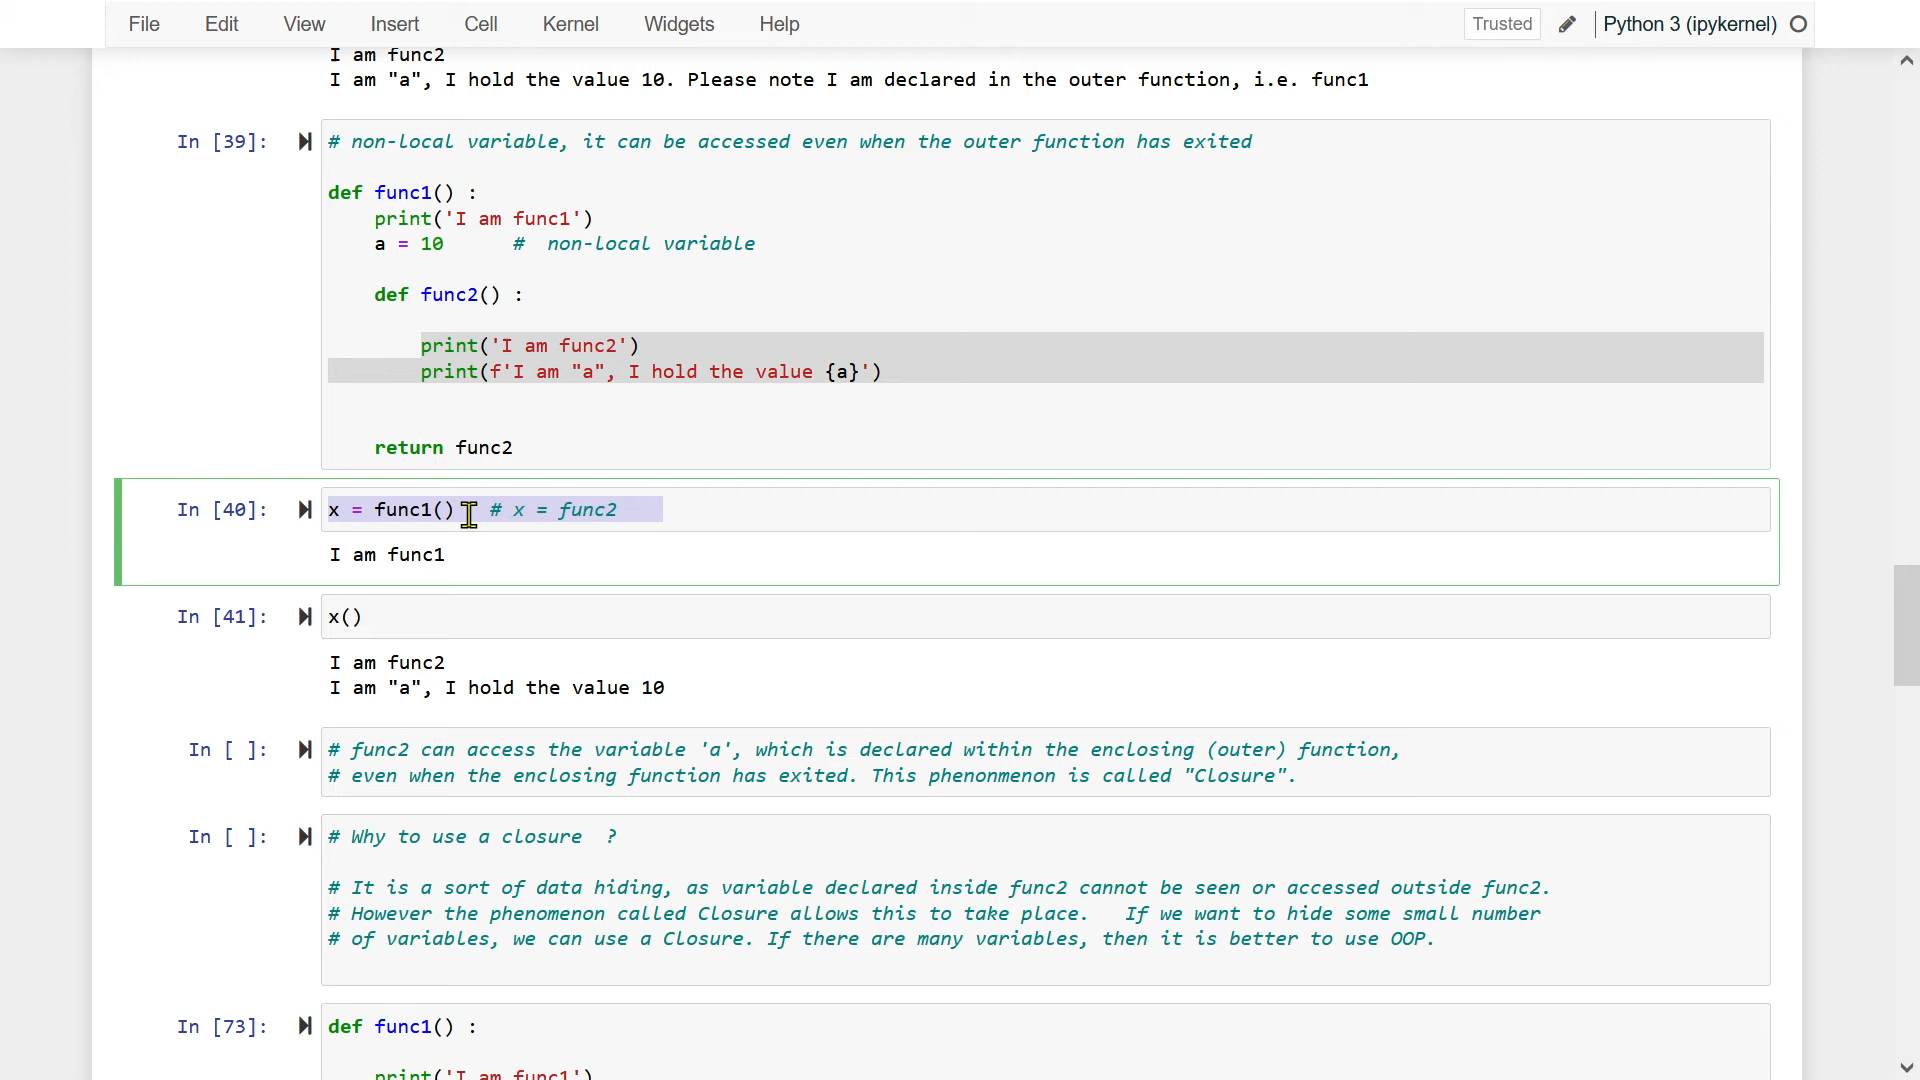 File Edit View Insert Cell Kernel Widgets Help Trusted Python 3 (ipykernel)
I am func2
I am "a", I hold the value 10. Please note I am declared in the outer function, i.e. func1
In [39]: # non-local variable, it can be accessed even when the outer function has exited
def func1() :
print('I am func1')
a = 10 # non-local variable
def func2() :
print('I am func2')
print(f'I am "a", I hold the value {a}')
return func2
In [40]: x = func1() # x = func2
I am func1
In [41]: x()
I am func2
I am "a", I hold the value 10
In [ ]: # func2 can access the variable 'a', which is declared within the enclosing (outer) function,
# even when the enclosing function has exited. This phenonmenon is called "Closure".
In [ ]: # Why to use a closure ?
# It is a sort of data hiding, as variable declared inside func2 cannot be seen or accessed outside func2.
# However the phenomenon called Closure allows this to take place. If we want to hide some small number
# of variables, we can use a Closure. If there are many variables, then it is better to use OOP.
In [73]: def func1() :
print('I am func1')